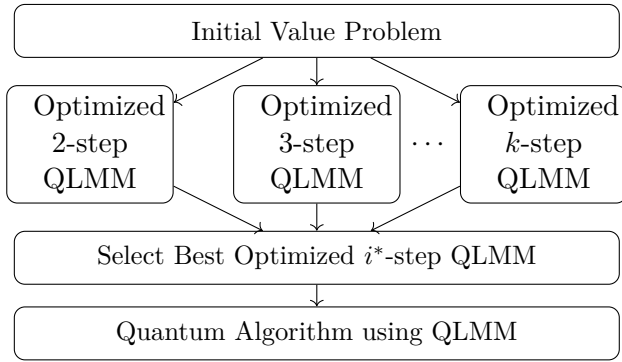 Initial Value Problem
Optimized
2-step
QLMM
Optimized
3-step
QLMM
···
Optimized
k-step
QLMM
Select Best Optimized i*-step QLMM
Quantum Algorithm using QLMM